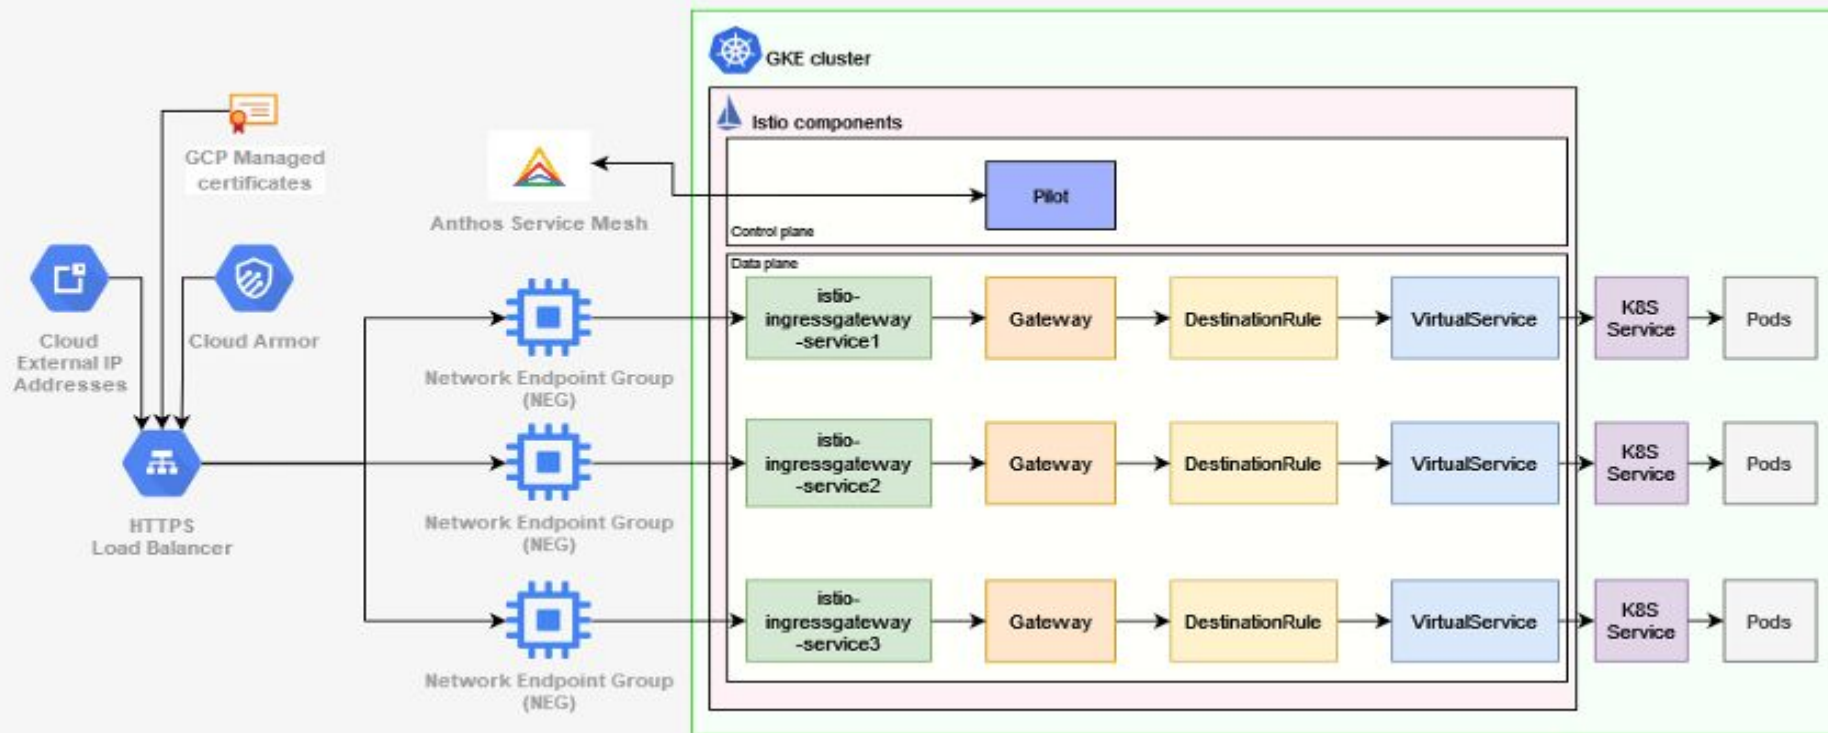 GKE cluster
Istio components
GCP Managed
certificates
Anthos Service Mesh
Pilot
Control plane
Data plane
Cloud
External IP
Addresses
Cloud Armor
HTTPS
Load Balancer
Network Endpoint Group
(NEG)
istio-
ingressgateway
-service1
Gateway
DestinationRule
VirtualService
K8S
Service
Pods
Network Endpoint Group
(NEG)
istio-
ingressgateway
-service2
Gateway
DestinationRule
VirtualService
K8S
Service
Pods
Network Endpoint Group
(NEG)
istio-
ingressgateway
-service3
Gateway
DestinationRule
VirtualService
K8S
Service
Pods